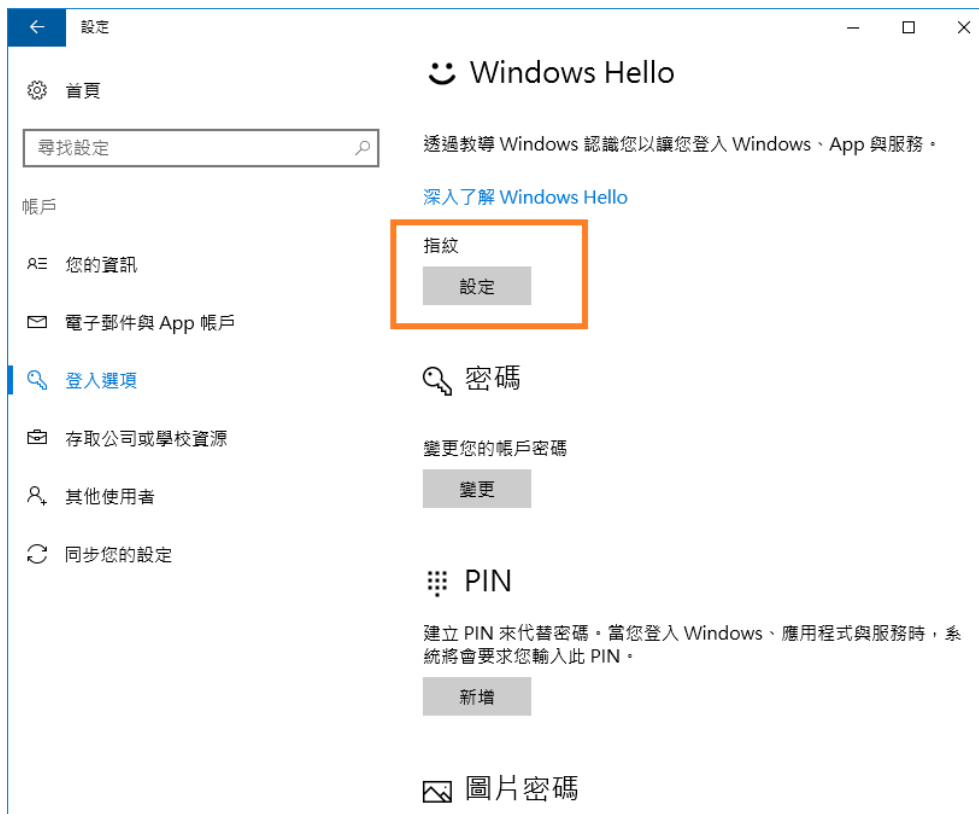 設定
首頁
尋找設定
帳戶
您的資訊
電子郵件與 App 帳戶
登入選項
存取公司或學校資源
其他使用者
同步您的設定
Windows Hello
透過教導 Windows 認識您以讓您登入 Windows、App 與服務。
深入了解 Windows Hello
指紋
設定
密碼
變更您的帳戶密碼
變更
PIN
建立 PIN 來代替密碼。當您登入 Windows、應用程式與服務時，系
統將會要求您輸入此 PIN。
新增
圖片密碼